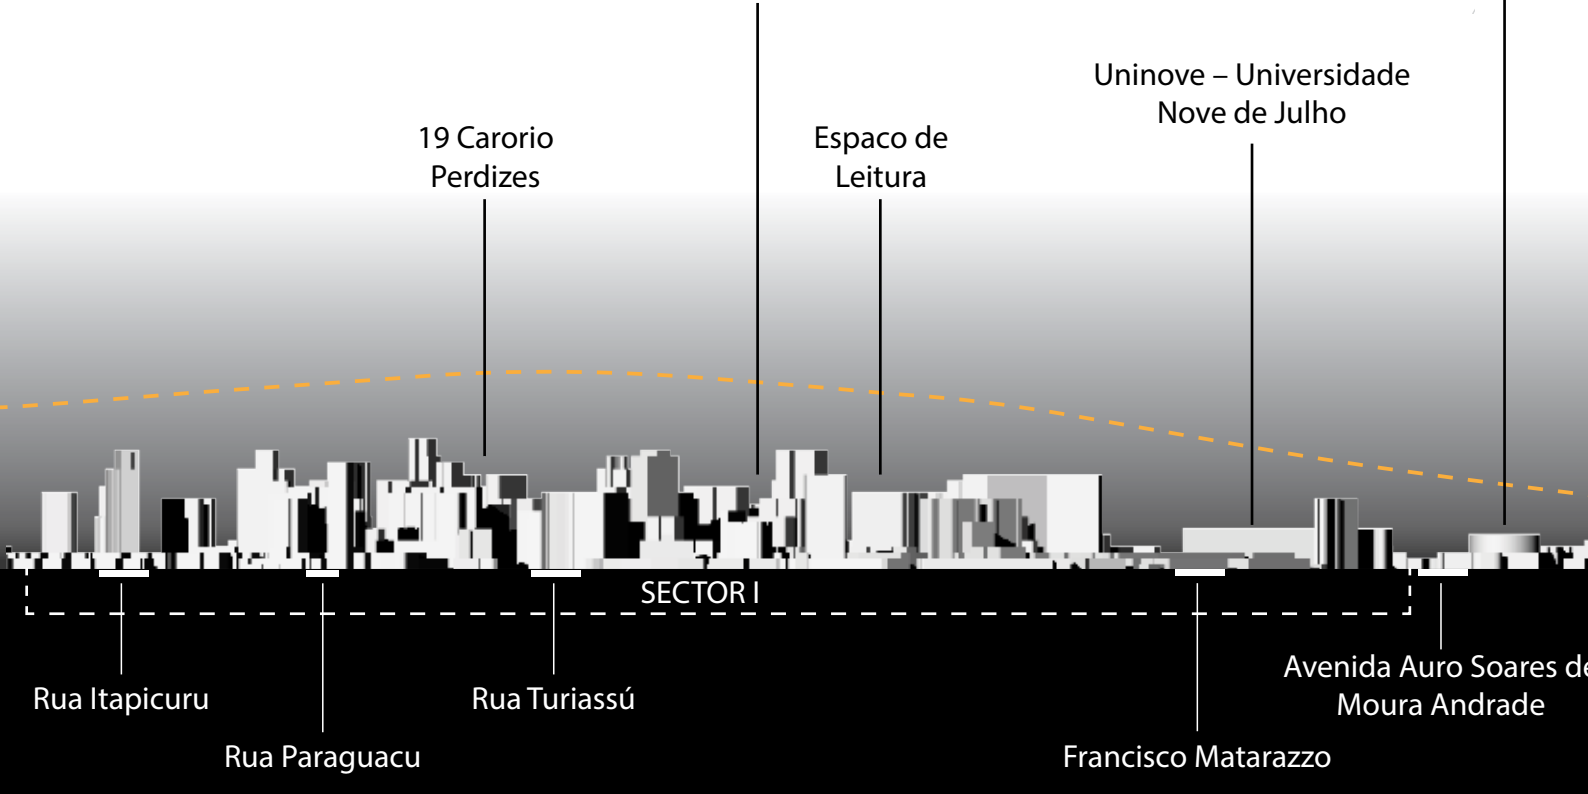 Uninove – Universidade
Nove de Julho
19 Carorio
Perdizes
Espaco de
Leitura
SECTOR I
Rua Itapicuru
Rua Turiassú
Avenida Auro Soares de
Moura Andrade
Rua Paraguacu
Francisco Matarazzo